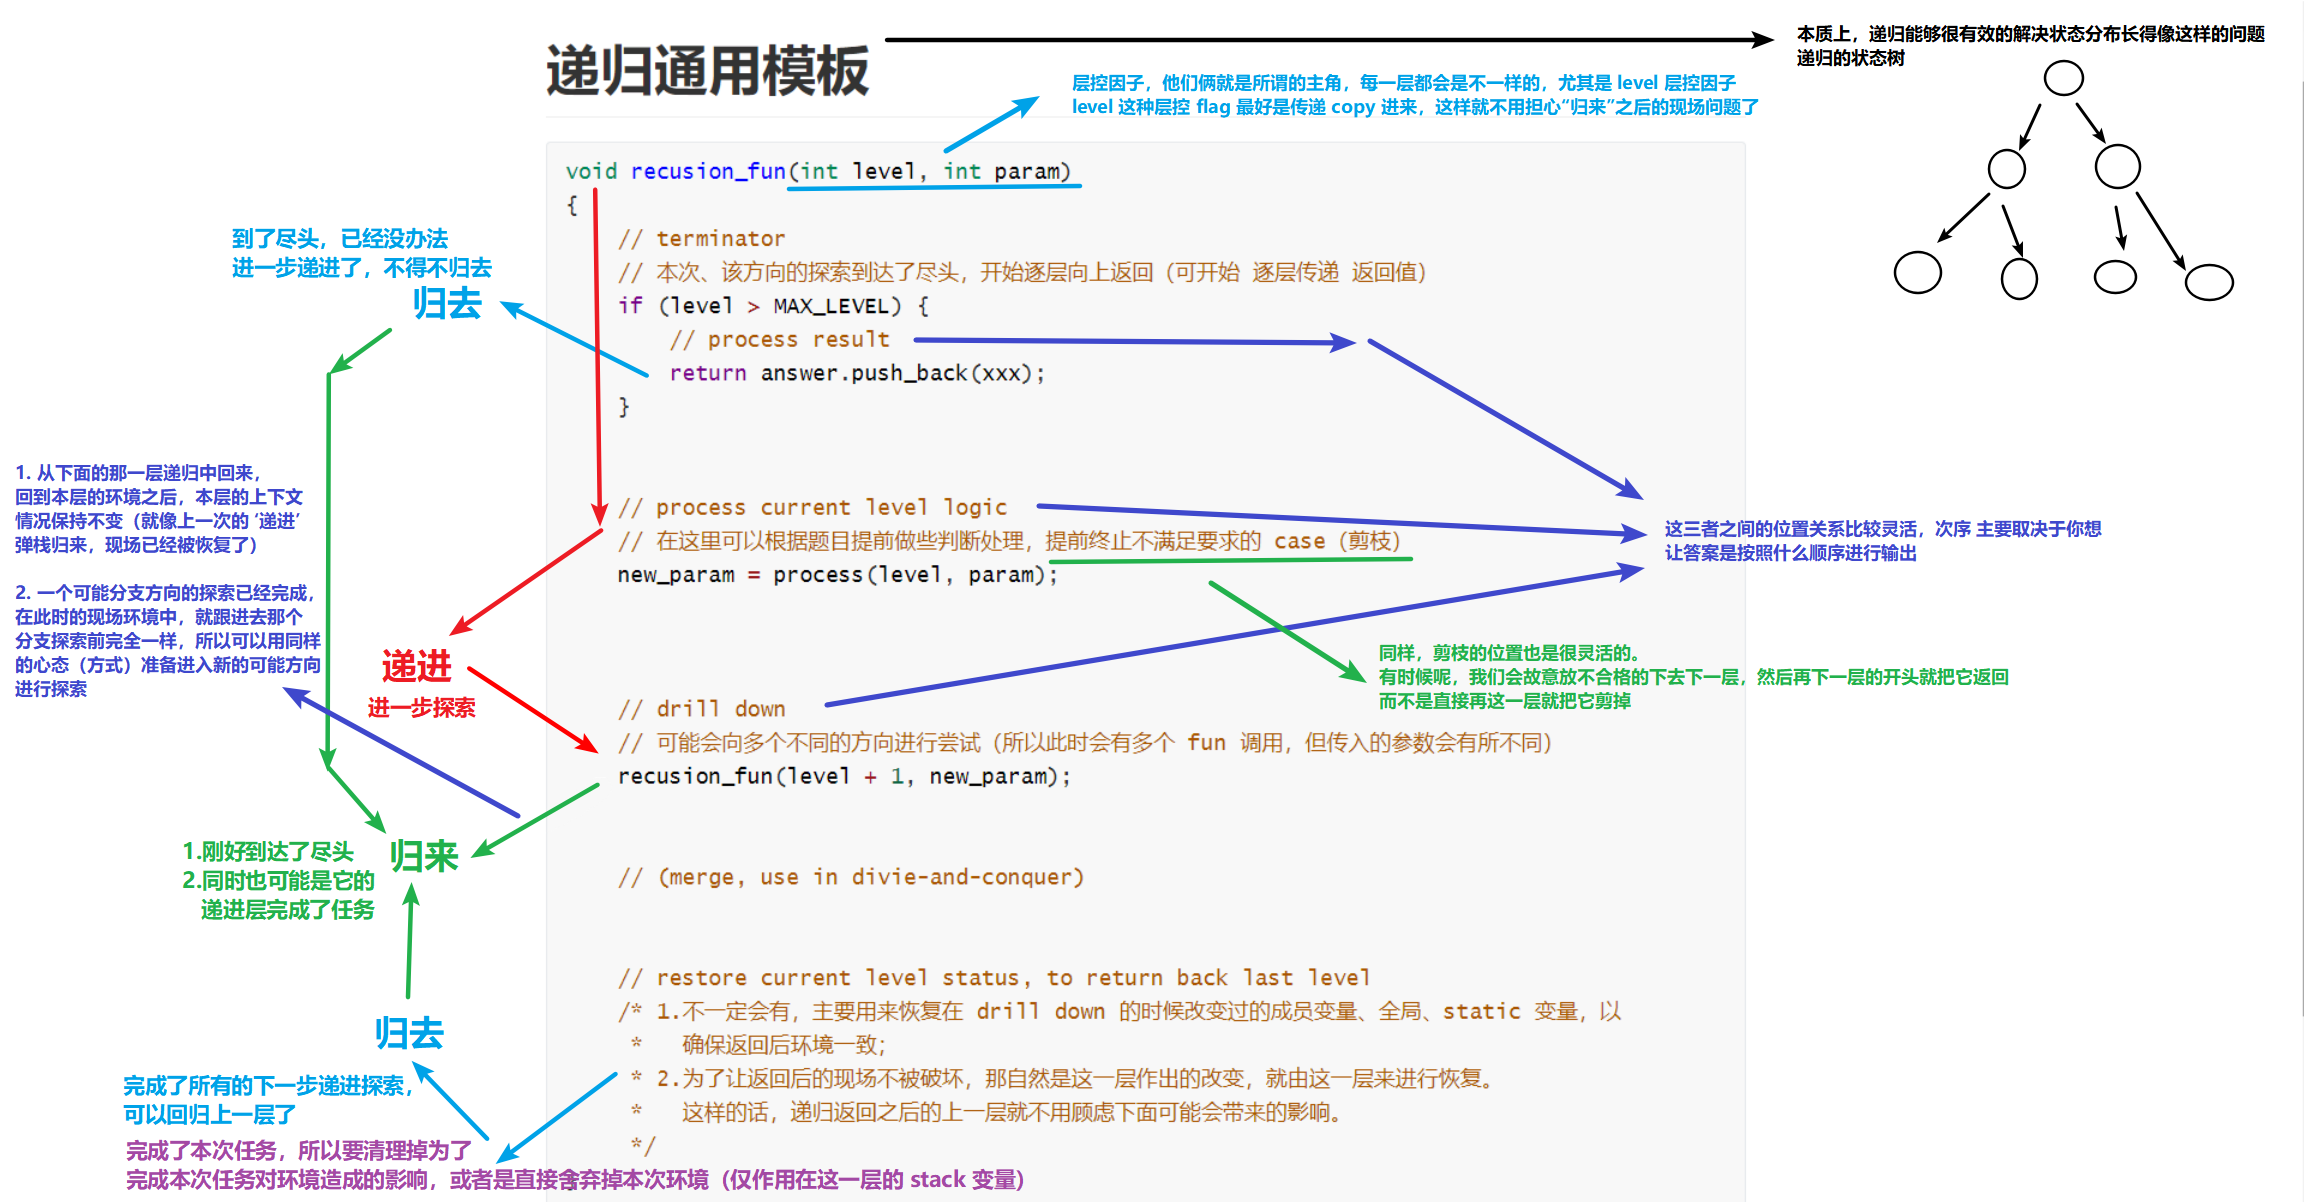 递归通用模板
本质上，递归能够很有效的解决状态分布长得像这样的问题
递归的状态树
层控因子，他们俩就是所谓的主角，每一层都会是不一样的，尤其是 level 层控因子
level 这种层控 flag 最好是传递 copy 进来，这样就不用担心“归来”之后的现场问题了
void recusion_fun(int level, int param)
{
// terminator
// 本次、该方向的探索到达了尽头，开始逐层向上返回（可开始 逐层传递 返回值）
if (level > MAX_LEVEL) {
// process result
return answer.push_back(xxx);
}
// process current level logic
// 在这里可以根据题目提前做些判断处理，提前终止不满足要求的 case（剪枝）
new_param = process(level, param);
// drill down
// 可能会向多个不同的方向进行尝试（所以此时会有多个 fun 调用，但传入的参数会有所不同）
recusion_fun(level + 1, new_param);
// (merge, use in divie-and-conquer)
// restore current level status, to return back last level
/* 1.不一定会有，主要用来恢复在 drill down 的时候改变过的成员变量、全局、static 变量，以
* 确保返回后环境一致；
* 2.为了让返回后的现场不被破坏，那自然是这一层作出的改变，就由这一层来进行恢复。
* 这样的话，递归返回之后的上一层就不用顾虑下面可能会带来的影响。
*/
到了尽头，已经没办法
进一步递进了，不得不归去
归去
1. 从下面的那一层递归中回来，
回到本层的环境之后，本层的上下文
情况保持不变（就像上一次的 ‘递进’
弹栈归来，现场已经被恢复了）
2. 一个可能分支方向的探索已经完成，
在此时的现场环境中，就跟进去那个
分支探索前完全一样，所以可以用同样
的心态（方式）准备进入新的可能方向
进行探索
递进
进一步探索
1.刚好到达了尽头
2.同时也可能是它的
递进层完成了任务
归来
归去
完成了所有的下一步递进探索，
可以回归上一层了
完成了本次任务，所以要清理掉为了
完成本次任务对环境造成的影响，或者是直接舍弃掉本次环境（仅作用在这一层的 stack 变量）
这三者之间的位置关系比较灵活，次序 主要取决于你想
让答案是按照什么顺序进行输出
同样，剪枝的位置也是很灵活的。
有时候呢，我们会故意放不合格的下去下一层，然后再下一层的开头就把它返回
而不是直接再这一层就把它剪掉